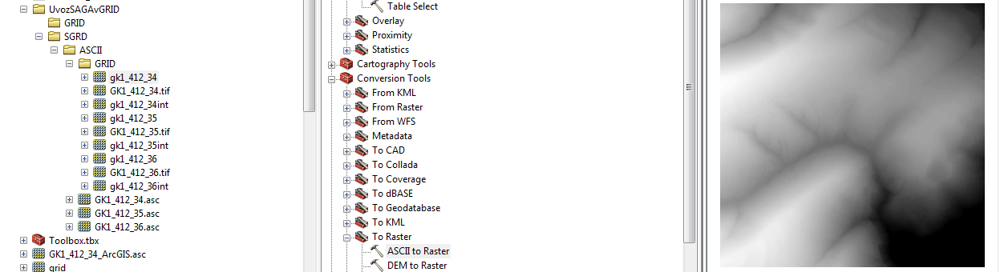 UvozSAGAvGRID
GRID
SGRD
ASCII
GRID
gk1_412_34
GK1_412_34.tif
gk1_412_34int
gk1_412_35
GK1_412_35.tif
gk1_412_35int
gk1_412_36
GK1_412_36.tif
gk1_412_36int
GK1_412_34.asc
GK1_412_35.asc
GK1_412_36.asc
Toolbox.tbx
GK1_412_34_ArcGIS.asc
grid
Table Select
Overlay
Proximity
Statistics
Cartography Tools
Conversion Tools
From KML
From Raster
From WFS
Metadata
To CAD
To Collada
To Coverage
To dBASE
To Geodatabase
To KML
To Raster
ASCII to Raster
DEM to Raster